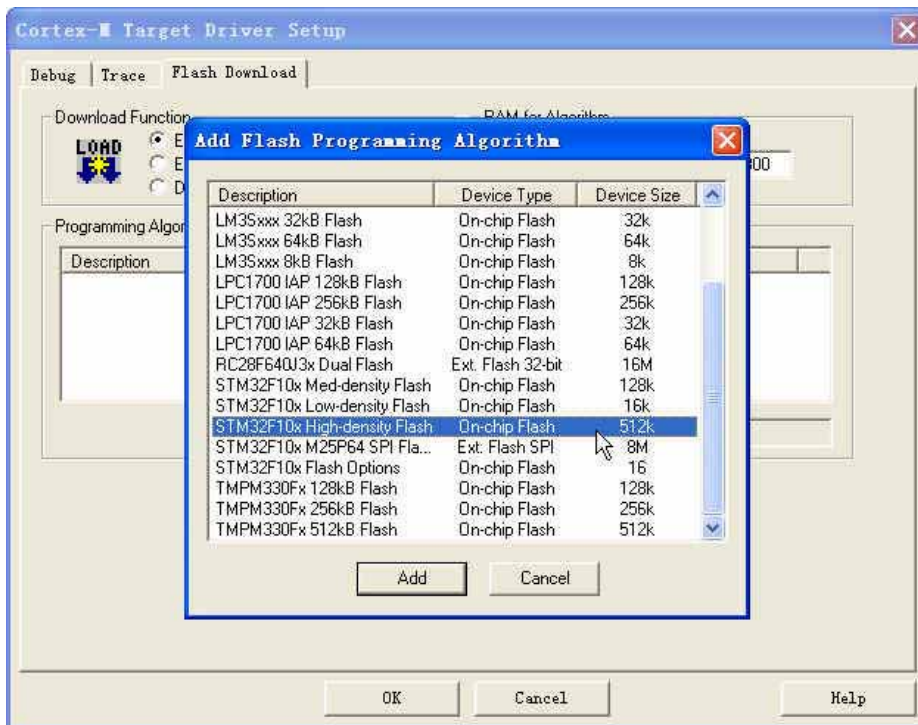 Cortex-M Target Driver Setup
Debug Trace Flash Download
Download Function RAM for Algorithm
LOAD E
E 800
D
Add Flash Programming Algorithm
Programming Algor
Description
Description Device Type Device Size
LM3Sxxx 32kB Flash On-chip Flash 32k
LM3Sxxx 64kB Flash On-chip Flash 64k
LM3Sxxx 8kB Flash On-chip Flash 8k
LPC1700 IAP 128kB Flash On-chip Flash 128k
LPC1700 IAP 256kB Flash On-chip Flash 256k
LPC1700 IAP 32kB Flash On-chip Flash 32k
LPC1700 IAP 64kB Flash On-chip Flash 64k
RC28F640J3x Dual Flash Ext. Flash 32-bit 16M
STM32F10x Med-density Flash On-chip Flash 128k
STM32F10x Low-density Flash On-chip Flash 16k
STM32F10x High-density Flash On-chip Flash 512k
STM32F10x M25P64 SPI Fla... Ext. Flash SPI 8M
STM32F10x Flash Options On-chip Flash 16
TMPM330Fx 128kB Flash On-chip Flash 128k
TMPM330Fx 256kB Flash On-chip Flash 256k
TMPM330Fx 512kB Flash On-chip Flash 512k
Add Cancel
OK Cancel Help